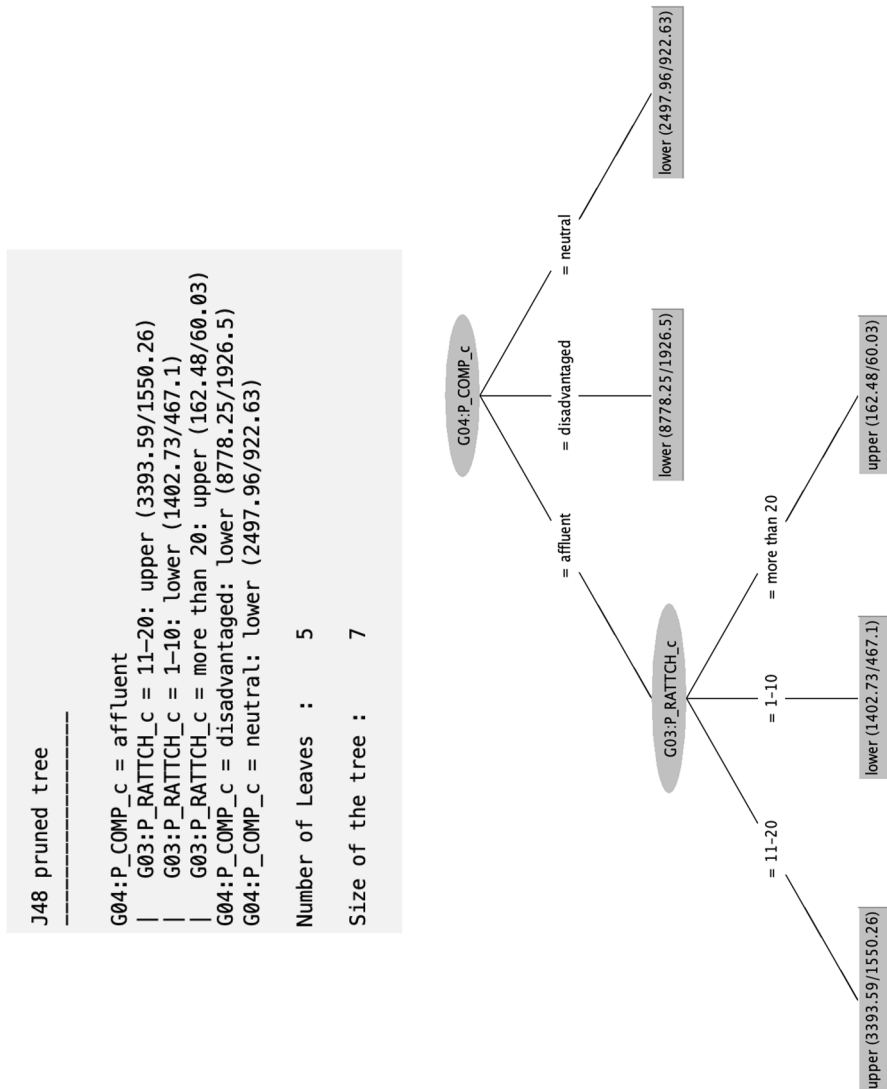 J48 pruned tree
------------------
G04:P_COMP_c = affluent
|   G03:P_RATTCH_c = 11-20: upper (3393.59/1550.26)
|   G03:P_RATTCH_c = 1-10: lower (1402.73/467.1)
|   G03:P_RATTCH_c = more than 20: upper (162.48/60.03)
G04:P_COMP_c = disadvantaged: lower (8778.25/1926.5)
G04:P_COMP_c = neutral: lower (2497.96/922.63)
Number of Leaves  :     5
Size of the tree :     7
G04:P_COMP_c
= affluent
= disadvantaged
= neutral
G03:P_RATTCH_c
lower (8778.25/1926.5)
lower (2497.96/922.63)
= 11-20
= 1-10
= more than 20
upper (3393.59/1550.26)
lower (1402.73/467.1)
upper (162.48/60.03)